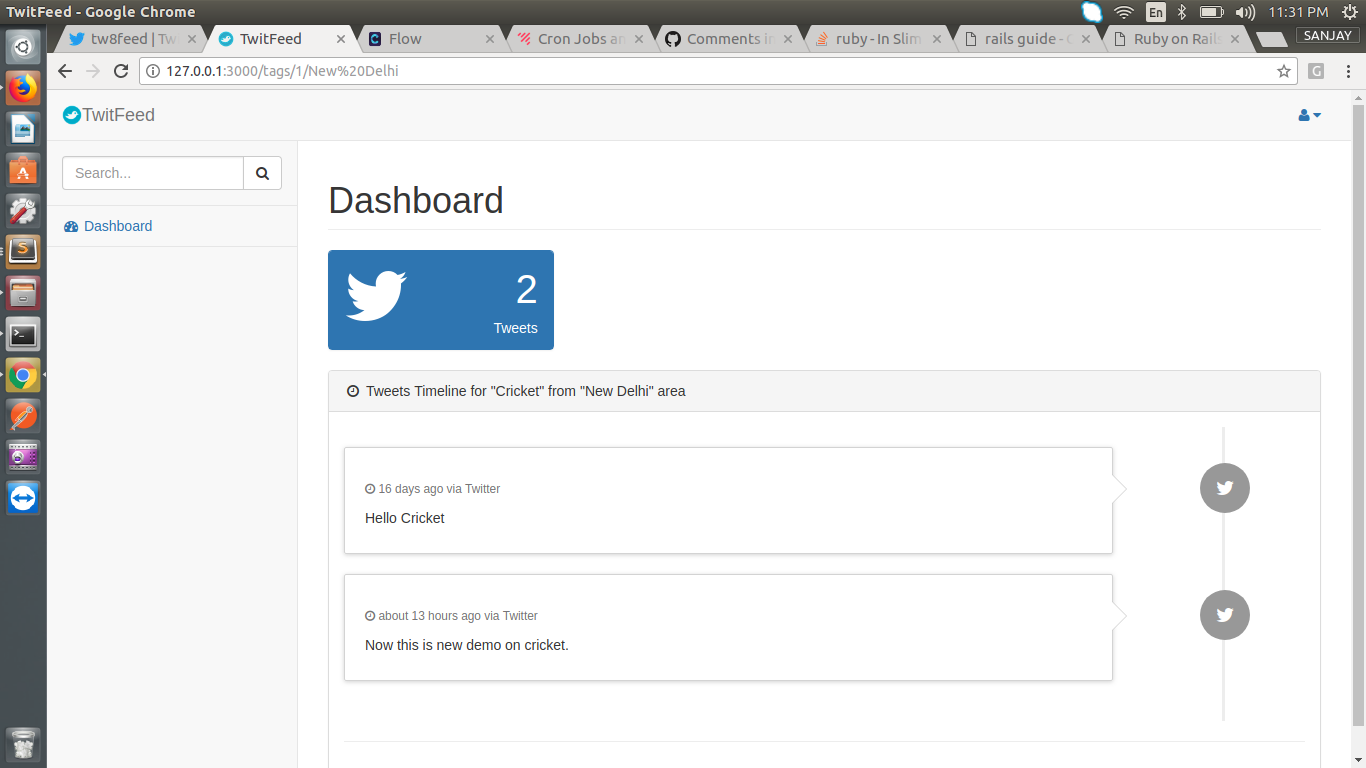 TwitFeed - Google Chrome
En
11:31 PM
tw8feed | Tw
TwitFeed
Flow
Cron Jobs an
Comments in
ruby - In Slim
rails guide - G
Ruby on Rails
SANJAY
127.0.0.1:3000/tags/1/New%20Delhi
G
TwitFeed
Search...
Dashboard
Dashboard
2
Tweets
Tweets Timeline for "Cricket" from "New Delhi" area
16 days ago via Twitter
Hello Cricket
about 13 hours ago via Twitter
Now this is new demo on cricket.